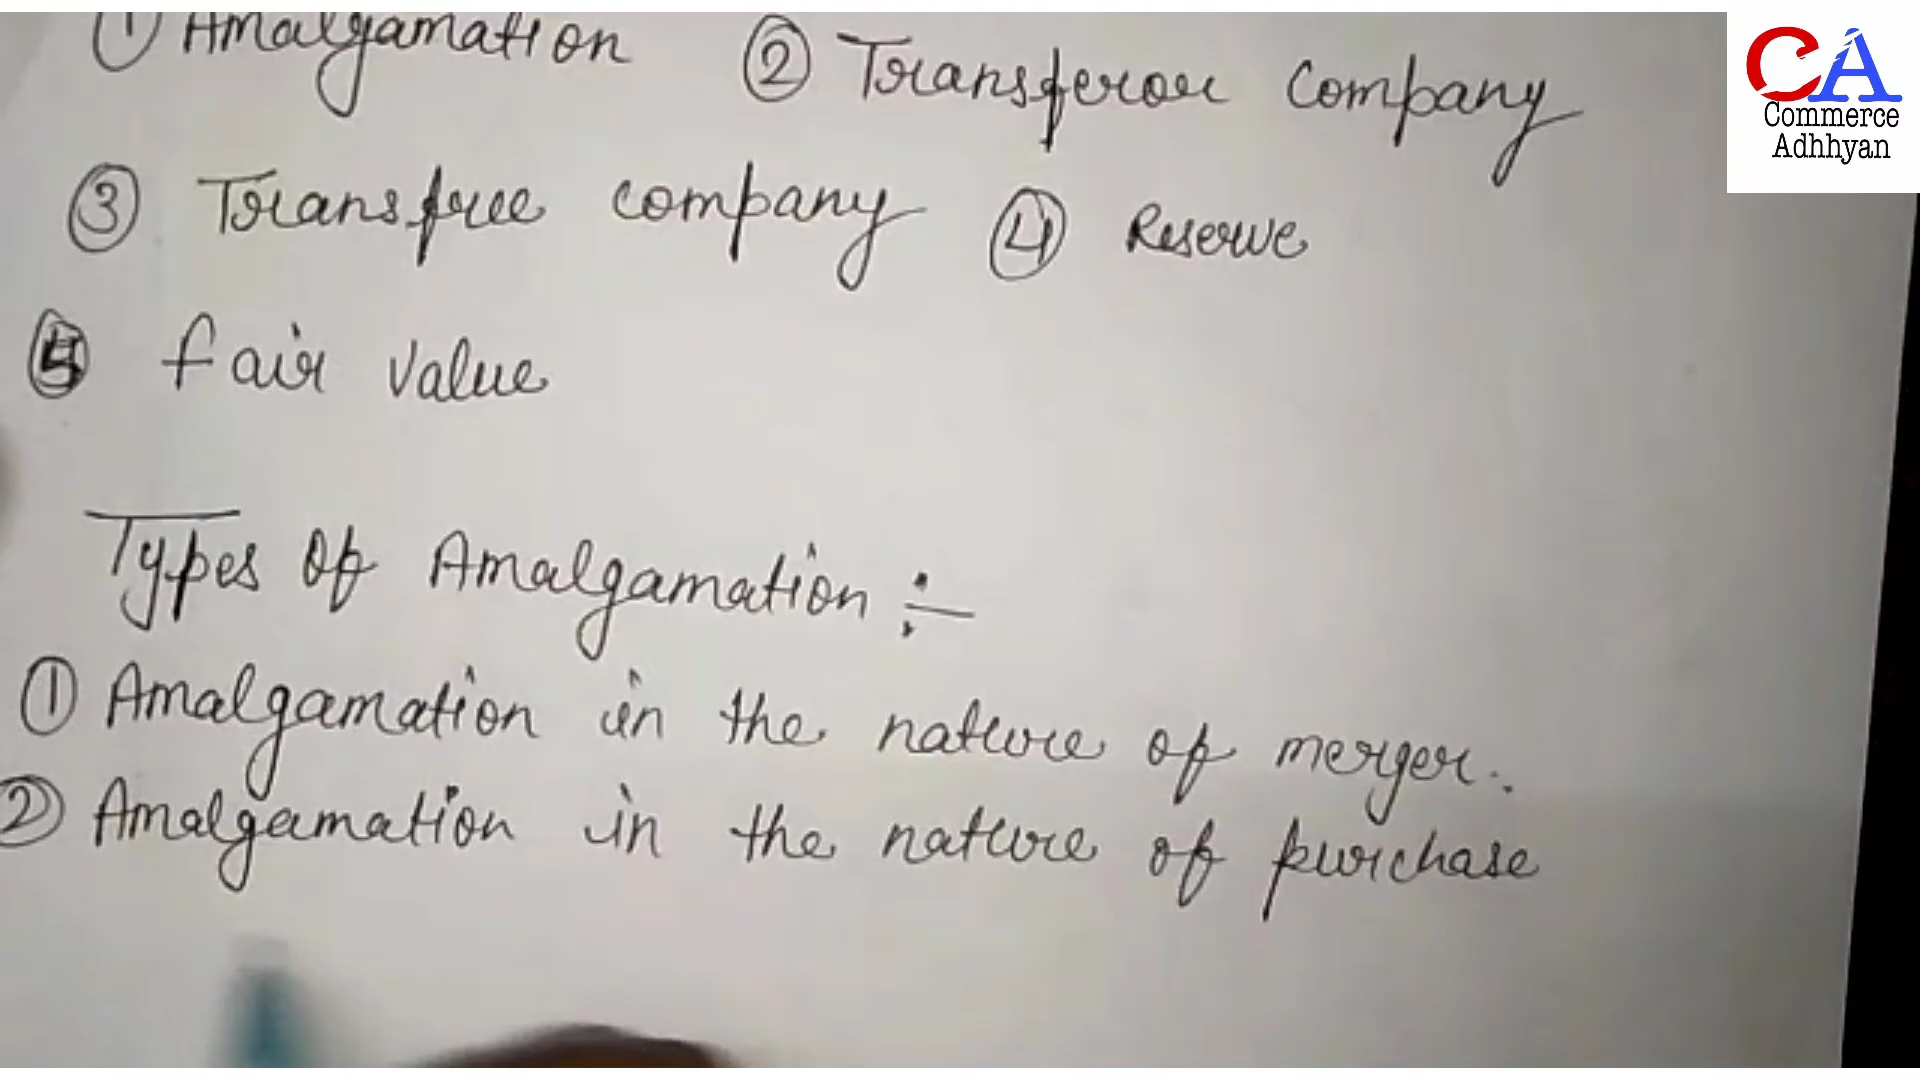 ① Amalgamation ② Transferor Company
③ Transfree company ④ Reserve
⑤ fair value
Types of Amalgamation :-
① Amalgamation in the nature of merger.
② Amalgamation in the nature of purchase
CA
Commerce
Adhhyan